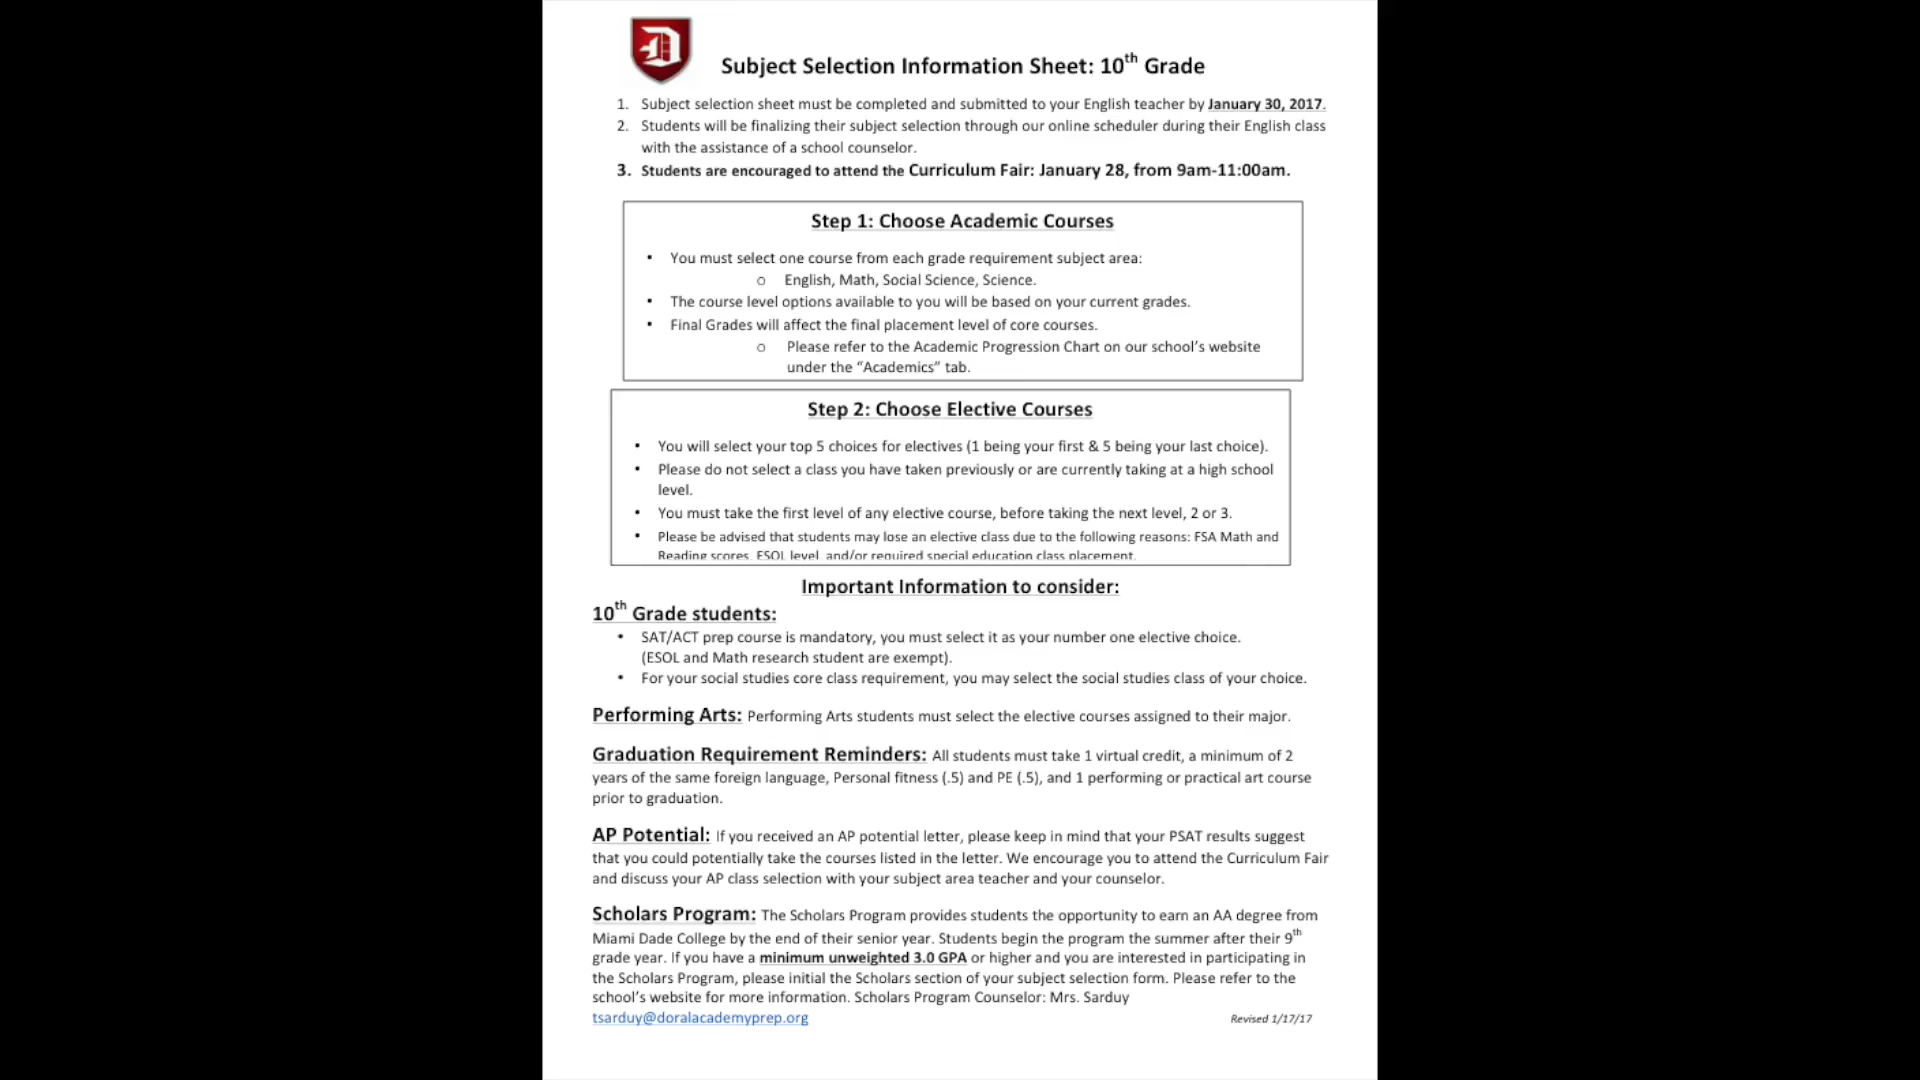 D
Subject Selection Information Sheet: 10th Grade
1. Subject selection sheet must be completed and submitted to your English teacher by January 30, 2017.
2. Students will be finalizing their subject selection through our online scheduler during their English class
with the assistance of a school counselor.
3. Students are encouraged to attend the Curriculum Fair: January 28, from 9am-11:00am.
Step 1: Choose Academic Courses
• You must select one course from each grade requirement subject area:
o English, Math, Social Science, Science.
• The course level options available to you will be based on your current grades.
• Final Grades will affect the final placement level of core courses.
o Please refer to the Academic Progression Chart on our school’s website
under the “Academics” tab.
Step 2: Choose Elective Courses
• You will select your top 5 choices for electives (1 being your first & 5 being your last choice).
• Please do not select a class you have taken previously or are currently taking at a high school
level.
• You must take the first level of any elective course, before taking the next level, 2 or 3.
• Please be advised that students may lose an elective class due to the following reasons: FSA Math and
Reading scores, ESOL level, and/or required special education class placement.
Important Information to consider:
10th Grade students:
• SAT/ACT prep course is mandatory, you must select it as your number one elective choice.
(ESOL and Math research student are exempt).
• For your social studies core class requirement, you may select the social studies class of your choice.
Performing Arts: Performing Arts students must select the elective courses assigned to their major.
Graduation Requirement Reminders: All students must take 1 virtual credit, a minimum of 2
years of the same foreign language, Personal fitness (.5) and PE (.5), and 1 performing or practical art course
prior to graduation.
AP Potential: If you received an AP potential letter, please keep in mind that your PSAT results suggest
that you could potentially take the courses listed in the letter. We encourage you to attend the Curriculum Fair
and discuss your AP class selection with your subject area teacher and your counselor.
Scholars Program: The Scholars Program provides students the opportunity to earn an AA degree from
Miami Dade College by the end of their senior year. Students begin the program the summer after their 9th
grade year. If you have a minimum unweighted 3.0 GPA or higher and you are interested in participating in
the Scholars Program, please initial the Scholars section of your subject selection form. Please refer to the
school’s website for more information. Scholars Program Counselor: Mrs. Sarduy
tsarduy@doralacademyprep.org Revised 1/17/17